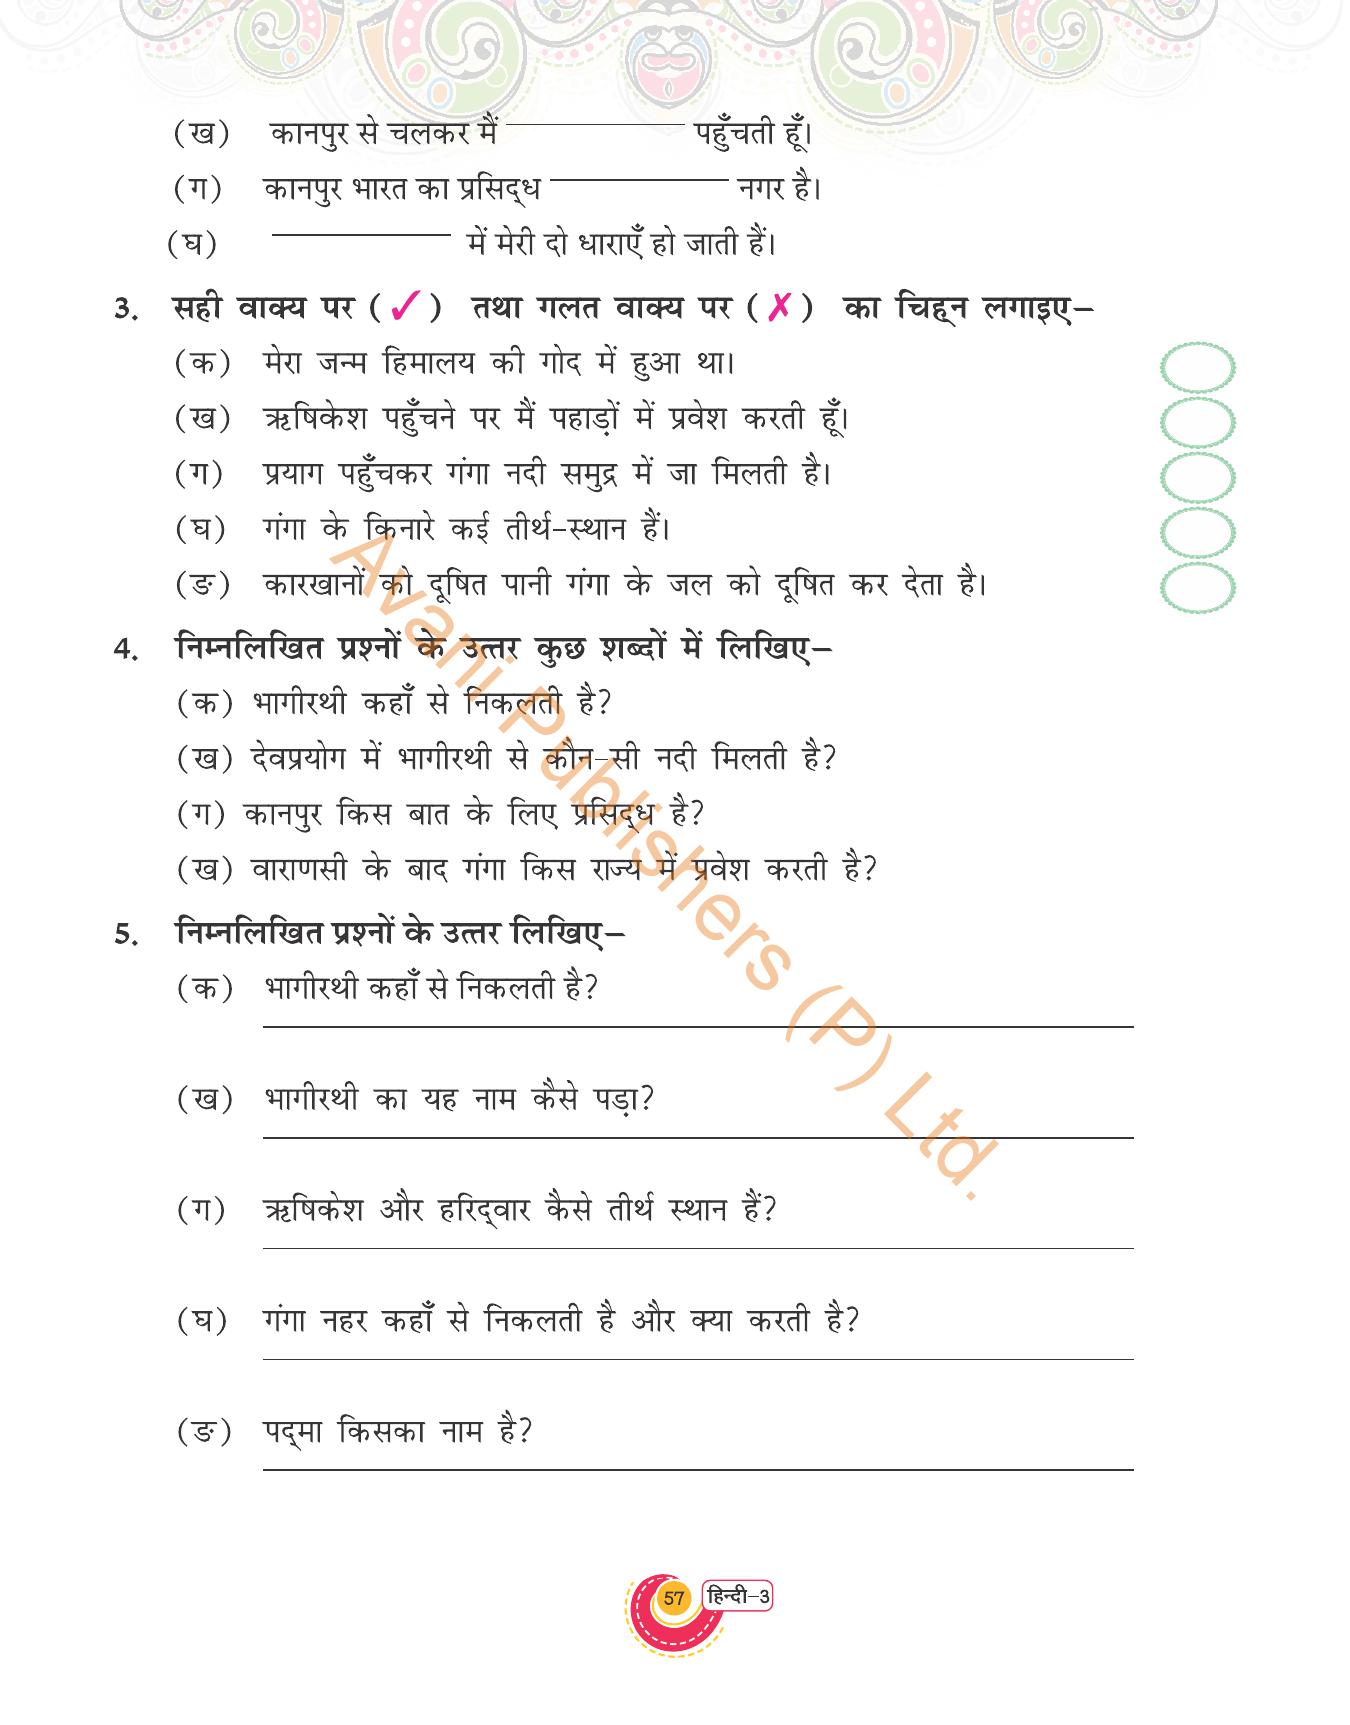 (ख) कानपुर से चलकर मैं __________ पहुँचती हूँ।
(ग) कानपुर भारत का प्रसिद्ध __________ नगर है।
(घ) __________ में मेरी दो धाराएँ हो जाती हैं।
3. सही वाक्य पर (✓) तथा गलत वाक्य पर (✗) का चिह्न लगाइए–
(क) मेरा जन्म हिमालय की गोद में हुआ था।
(ख) ऋषिकेश पहुँचने पर मैं पहाड़ों में प्रवेश करती हूँ।
(ग) प्रयाग पहुँचकर गंगा नदी समुद्र में जा मिलती है।
(घ) गंगा के किनारे कई तीर्थ-स्थान हैं।
(ङ) कारखानों को दूषित पानी गंगा के जल को दूषित कर देता है।
4. निम्नलिखित प्रश्नों के उत्तर कुछ शब्दों में लिखिए–
(क) भागीरथी कहाँ से निकलती है?
(ख) देवप्रयोग में भागीरथी से कौन-सी नदी मिलती है?
(ग) कानपुर किस बात के लिए प्रसिद्ध है?
(ख) वाराणसी के बाद गंगा किस राज्य में प्रवेश करती है?
5. निम्नलिखित प्रश्नों के उत्तर लिखिए–
(क) भागीरथी कहाँ से निकलती है?
(ख) भागीरथी का यह नाम कैसे पड़ा?
(ग) ऋषिकेश और हरिद्वार कैसे तीर्थ स्थान हैं?
(घ) गंगा नहर कहाँ से निकलती है और क्या करती है?
(ङ) पद्मा किसका नाम है?
57 हिन्दी-3
Avani Publishers (P) Ltd.